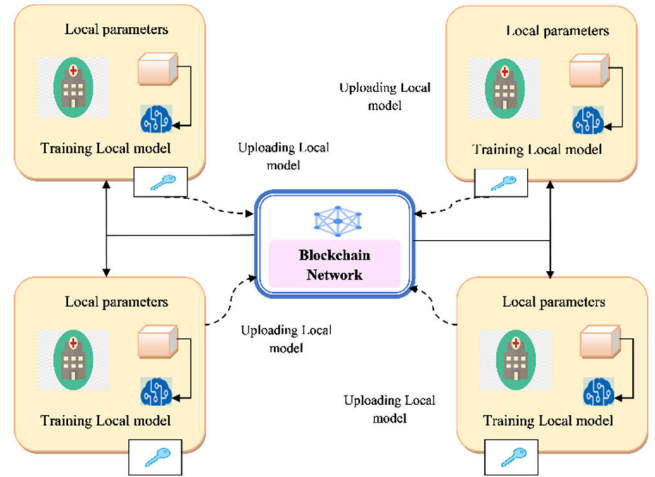 Local parameters
Training Local model
Local parameters
Training Local model
Uploading Local
model
Uploading Local
model
Blockchain
Network
Local parameters
Training Local model
Uploading Local
model
Local parameters
Training Local model
Uploading Local
model